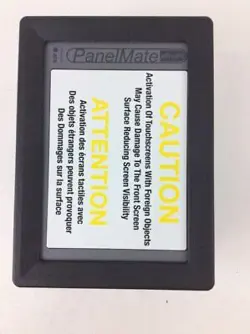 PanelMate
CAUTION
Activation Of Touchscreens With Foreign Objects
May Cause Damage To The Front Screen
Surface Reducing Screen Visibility
ATTENTION
Activation des écrans tactiles avec
Des objets étrangers peuvent provoquer
Des Dommages sur la surface